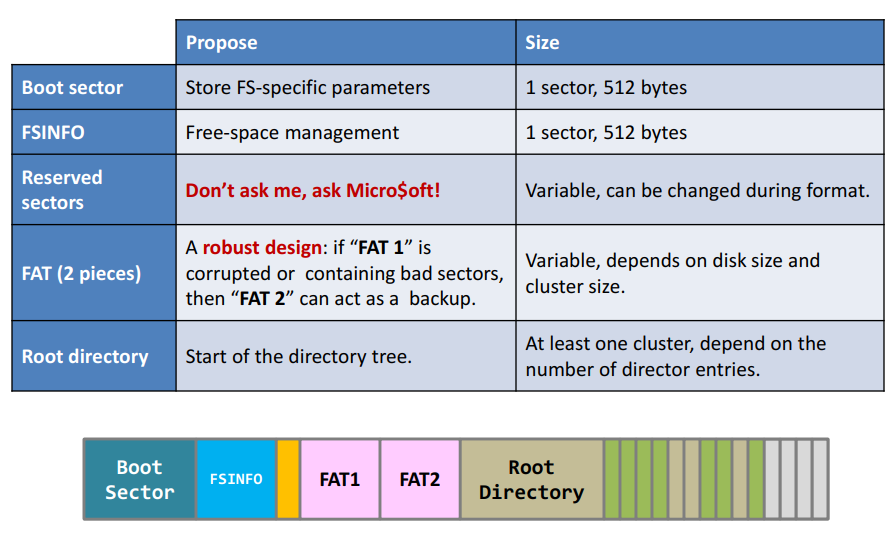 Propose
Size
Boot sector
Store FS-specific parameters
1 sector, 512 bytes
FSINFO
Free-space management
1 sector, 512 bytes
Reserved
sectors
Don’t ask me, ask Micro$oft!
Variable, can be changed during format.
FAT (2 pieces)
A robust design: if “FAT 1” is
corrupted or containing bad sectors,
then “FAT 2” can act as a backup.
Variable, depends on disk size and
cluster size.
Root directory
Start of the directory tree.
At least one cluster, depend on the
number of director entries.
Boot
Sector
FSINFO
FAT1
FAT2
Root
Directory